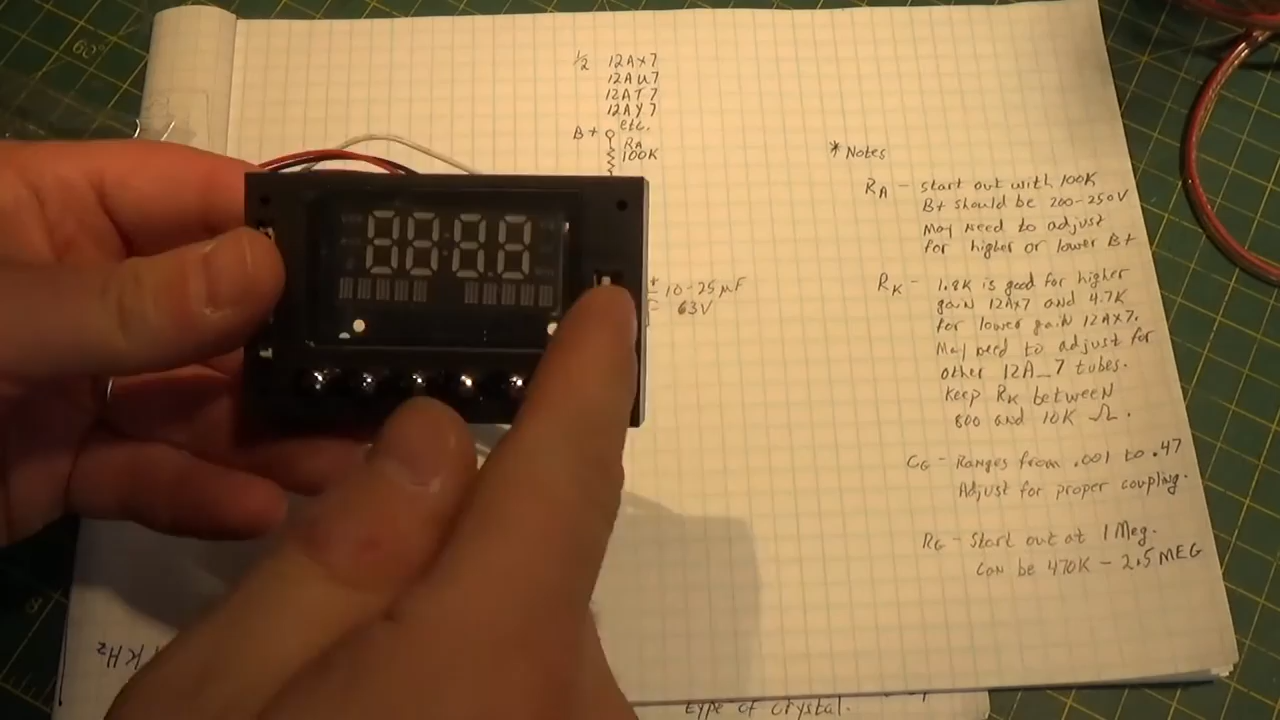 60°
1/2 12AX7
12AU7
12AT7
12AY7
etc.
B+
RA
100K
+ 10-25µF
63V
* Notes
RA - Start out with 100K
B+ should be 200-250V
May need to adjust
for higher or lower B+
RK - 1.8K is good for higher
gain 12AX7 and 4.7K
for lower gain 12AX7.
May need to adjust for
other 12A_7 tubes.
Keep RK between
800 and 10K Ω.
CG - Ranges from .001 to .47
Adjust for proper coupling.
RG - Start out at 1 Meg.
Can be 470K - 2.5 MEG
KHz
type of crystal.